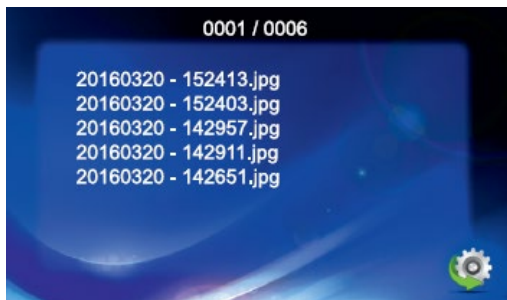 0001 / 0006
20160320 - 152413.jpg
20160320 - 152403.jpg
20160320 - 142957.jpg
20160320 - 142911.jpg
20160320 - 142651.jpg